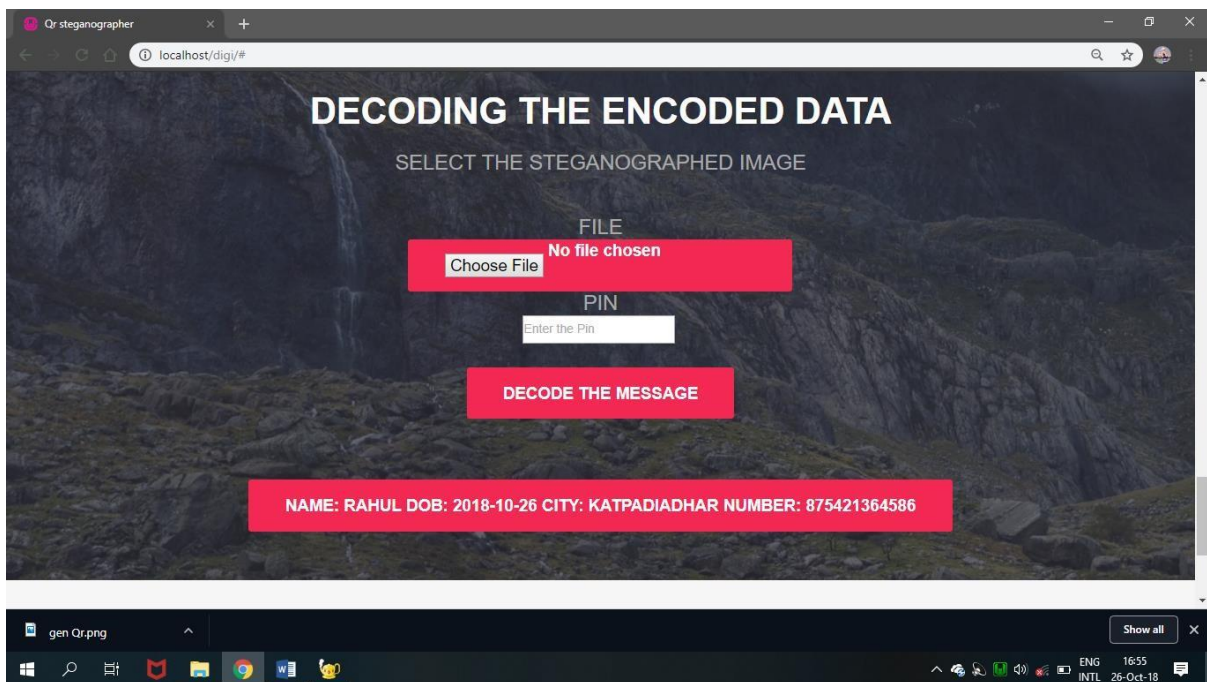 Qr steganographer
localhost/digi/#
DECODING THE ENCODED DATA
SELECT THE STEGANOGRAPHED IMAGE
FILE
Choose File No file chosen
PIN
Enter the Pin
DECODE THE MESSAGE
NAME: RAHUL DOB: 2018-10-26 CITY: KATPADIADHAR NUMBER: 875421364586
gen Qr.png
Show all
ENG 16:55
INTL 26-Oct-18